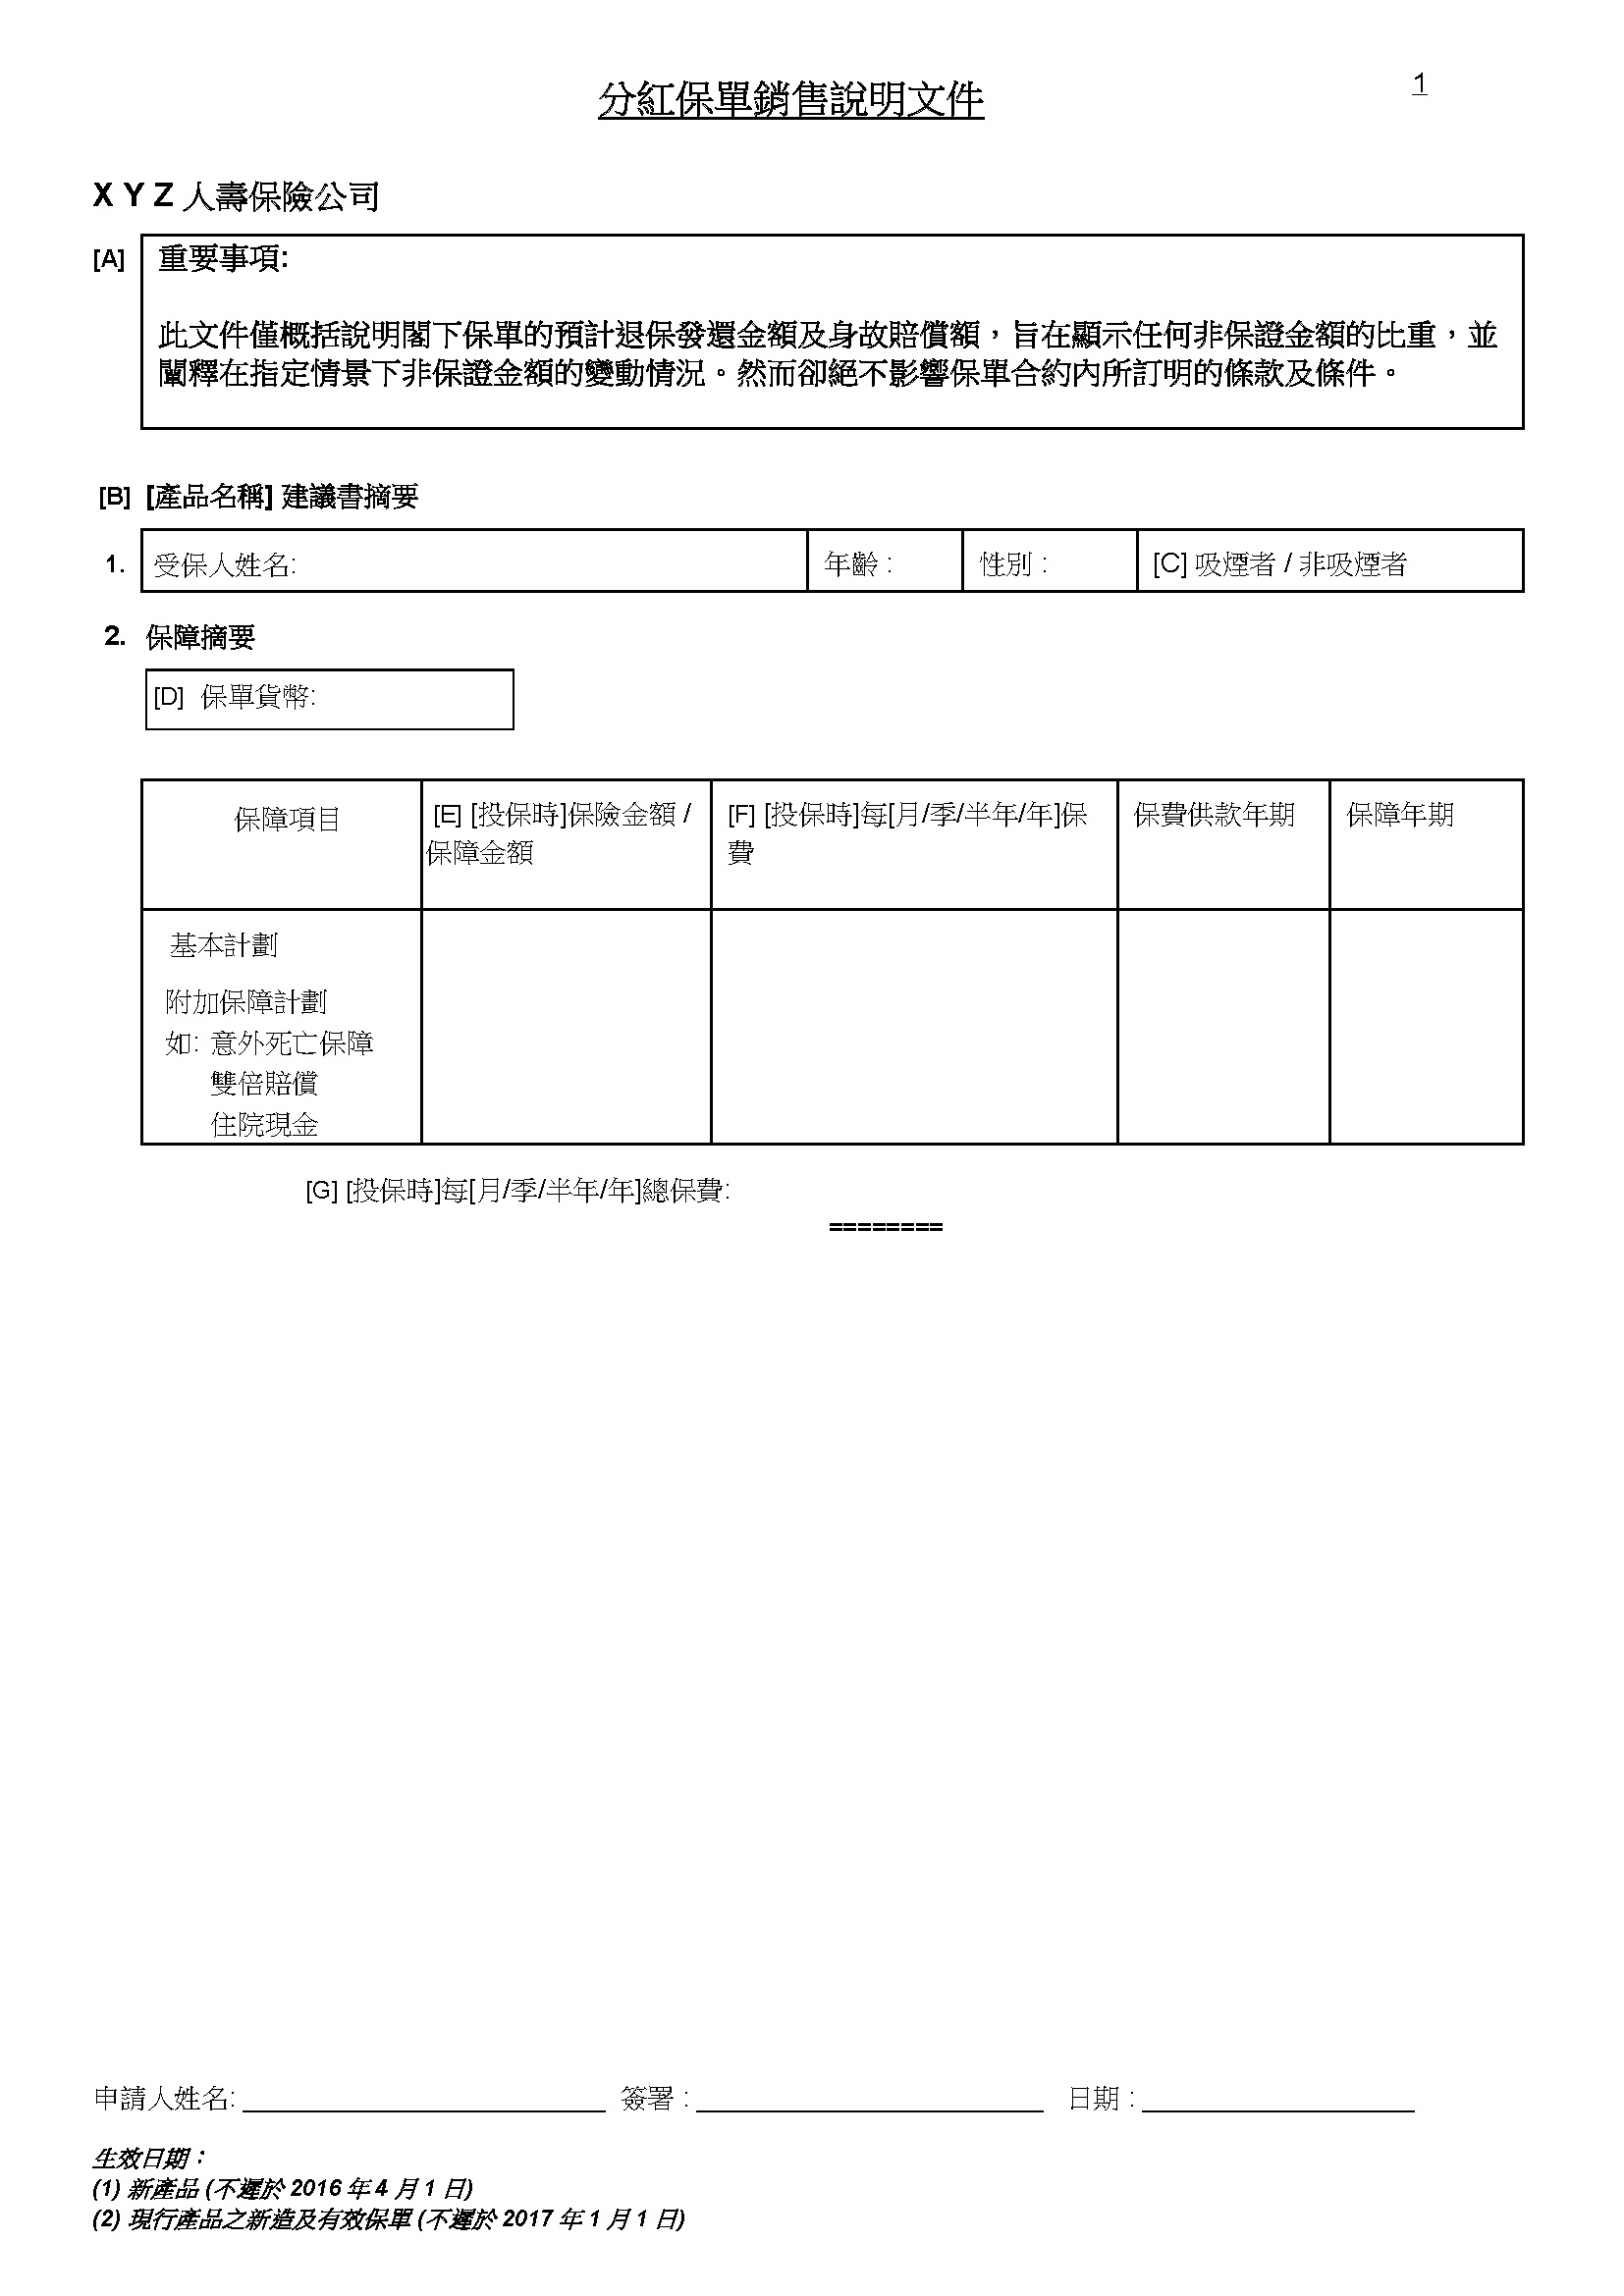 分紅保單銷售說明文件
1
X Y Z 人壽保險公司
[A]
重要事項:
此文件僅概括說明閣下保單的預計退保發還金額及身故賠償額，旨在顯示任何非保證金額的比重，並
闡釋在指定情景下非保證金額的變動情況。然而卻絕不影響保單合約內所訂明的條款及條件。
[B] [產品名稱] 建議書摘要
1. 受保人姓名: 年齡 : 性別 : [C] 吸煙者 / 非吸煙者
2. 保障摘要
[D] 保單貨幣:
保障項目 [E] [投保時]保險金額 / [F] [投保時]每[月/季/半年/年]保 保費供款年期 保障年期
保障金額 費
基本計劃
附加保障計劃
如: 意外死亡保障
雙倍賠償
住院現金
[G] [投保時]每[月/季/半年/年]總保費:
========
申請人姓名: 簽署 : 日期 :
生效日期：
(1) 新產品 (不遲於 2016 年 4 月 1 日)
(2) 現行產品之新造及有效保單 (不遲於 2017 年 1 月 1 日)